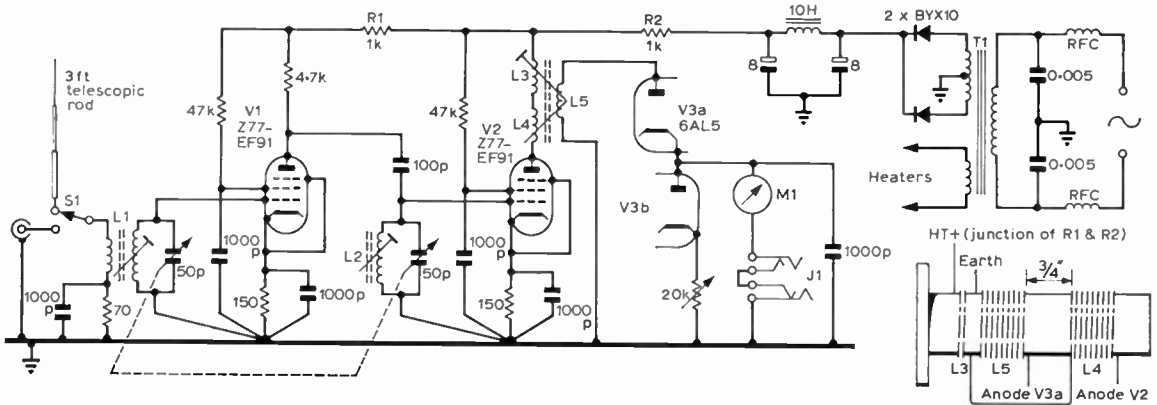 3ft
telescopic
rod
S1
L1
50p
1000
p
70
47k
R1
1k
4·7k
V1
Z77-
EF91
1000
p
150
1000p
100p
L2
50p
47k
V2
Z77-
EF91
1000
p
150
1000
p
L3
L4
L5
R2
1k
V3a
6AL5
V3b
20k
M1
J1
1000p
10H
8
8
2 x BYX10
T1
Heaters
RFC
0·005
0·005
RFC
HT+(junction of R1 & R2)
Earth
3/4"
L3
L5
L4
Anode V3a
Anode V2